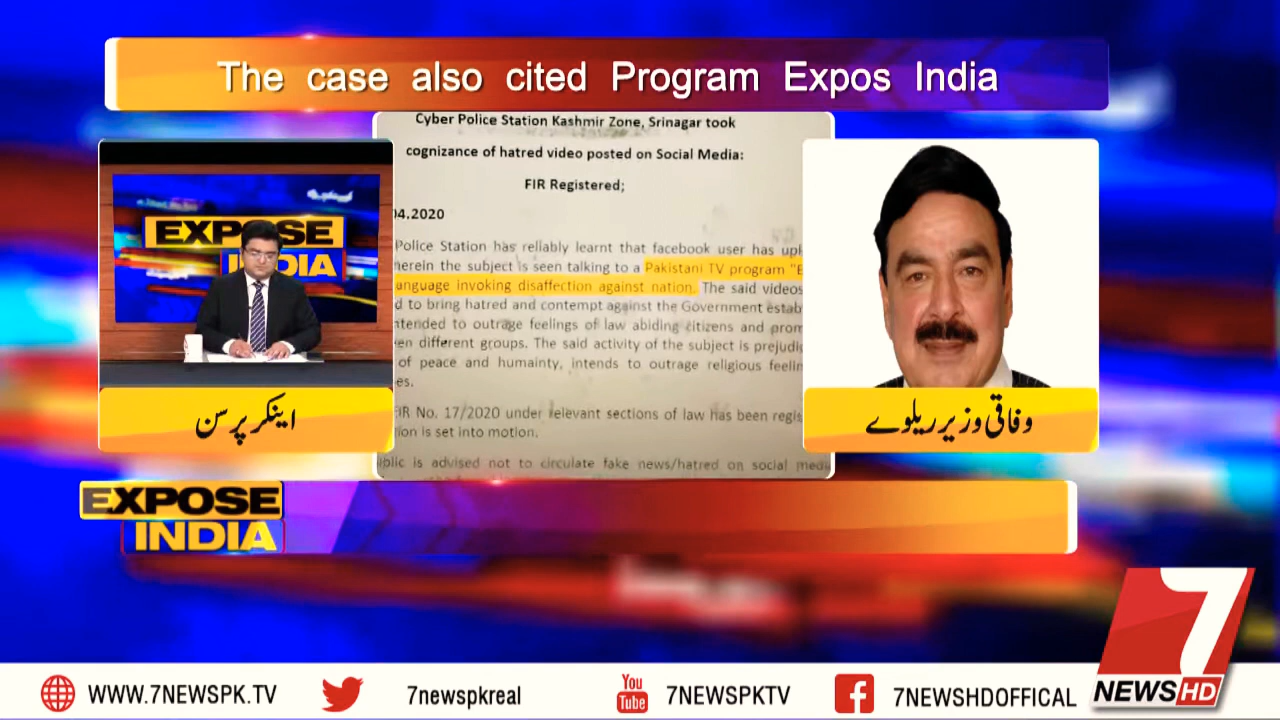 The case also cited Program Expos India
EXPOSE
INDIA
اینکر پرسن
Cyber Police Station Kashmir Zone, Srinagar took
cognizance of hatred video posted on Social Media:
FIR Registered;
04.2020
Police Station has reliably learnt that facebook user has upl
herein the subject is seen talking to a Pakistani TV program "E
anguage invoking disaffection against nation. The said videos
d to bring hatred and contempt against the Government estab
ntended to outrage feelings of law abiding citizens and prom
en different groups. The said activity of the subject is prejudic
of peace and humainty, intends to outrage religious feelin
es.
FIR No. 17/2020 under relevant sections of law has been regis
ion is set into motion.
ublic is advised not to circulate fake news/hatred on social media
وفاقی وزیر ریلوے
EXPOSE
INDIA
7
NEWS HD
WWW.7NEWSPK.TV
7newspkreal
You
Tube
7NEWSPKTV
7NEWSHDOFFICAL